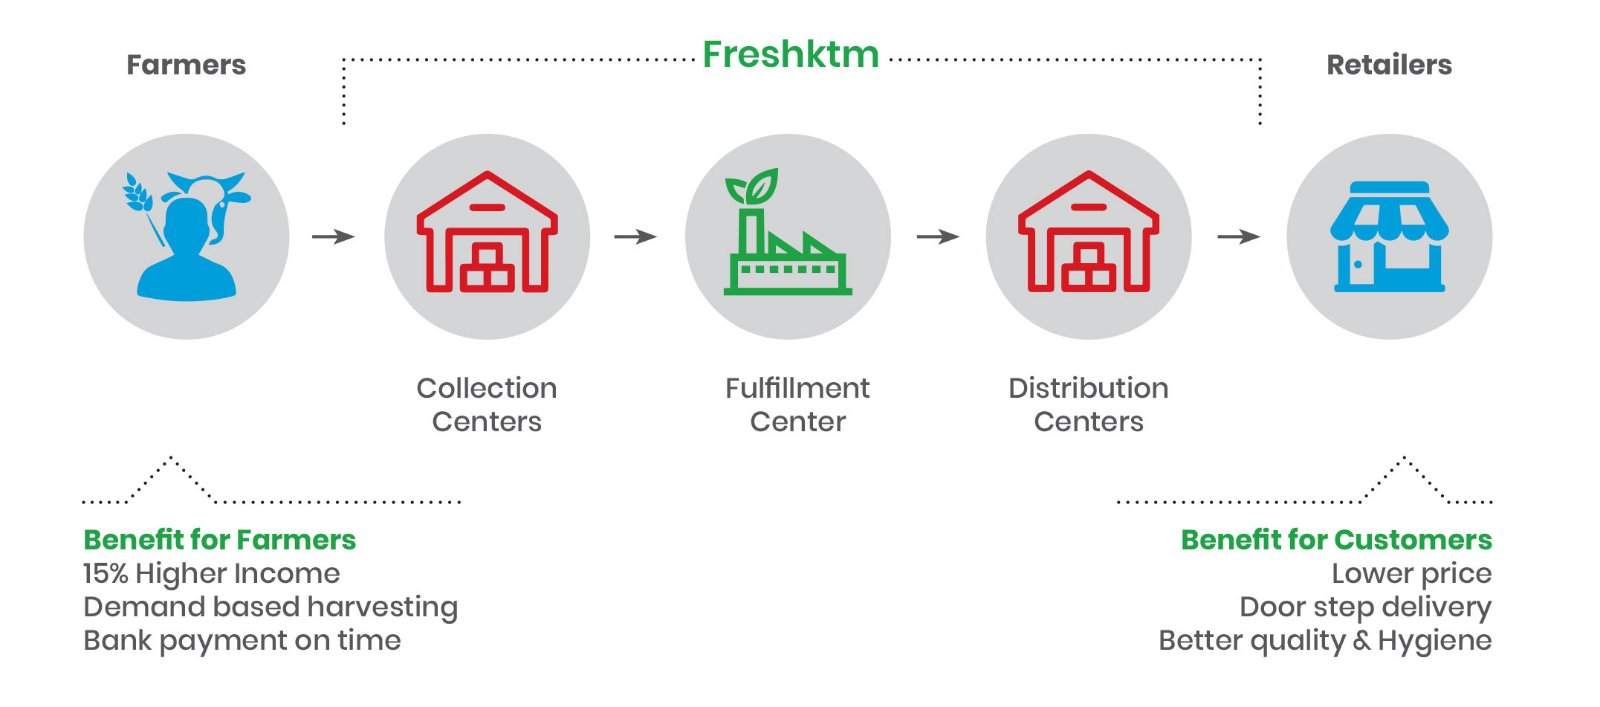 Farmers
Freshktm
Retailers
Collection
Centers
Fulfillment
Center
Distribution
Centers
Benefit for Farmers
15% Higher Income
Demand based harvesting
Bank payment on time
Benefit for Customers
Lower price
Door step delivery
Better quality & Hygiene